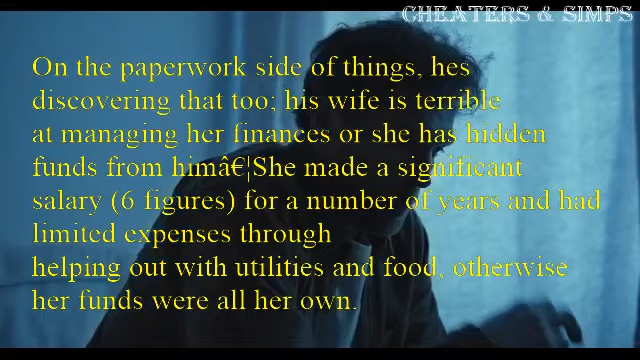 CHEATERS & SIMPS
On the paperwork side of things, hes
discovering that too; his wife is terrible
at managing her finances or she has hidden
funds from himâ€¦She made a significant
salary (6 figures) for a number of years and had
limited expenses through
helping out with utilities and food, otherwise
her funds were all her own.